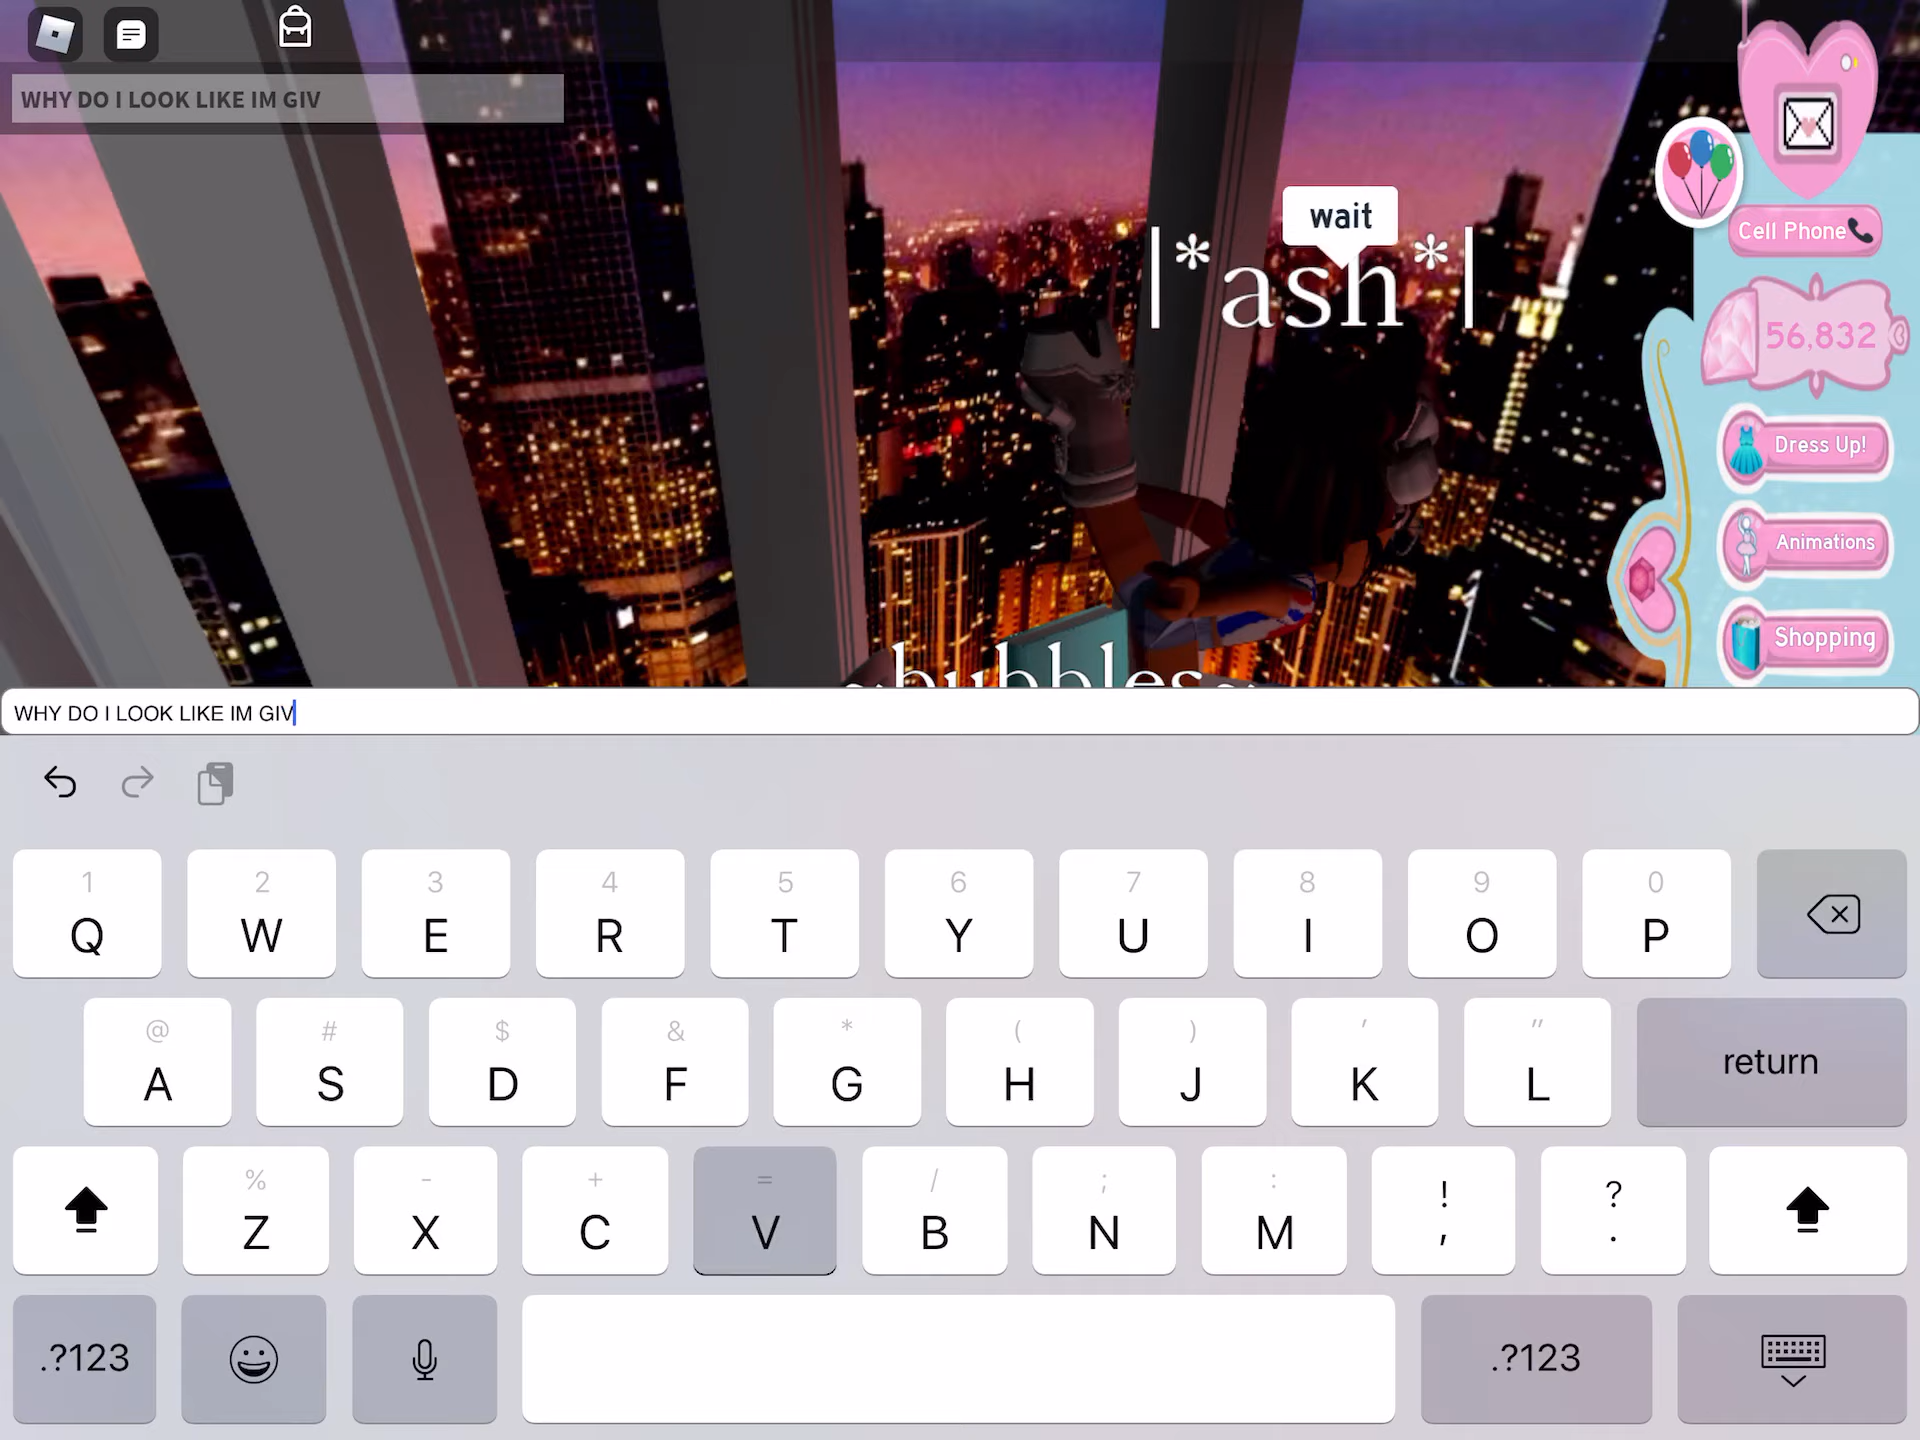 WHY DO I LOOK LIKE IM GIV
wait
|*ash*|
Cell Phone
56,832
Dress Up!
Animations
Shopping
~bubbles~
WHY DO I LOOK LIKE IM GIV
1 2 3 4 5 6 7 8 9 0
Q W E R T Y U I O P
@ # $ & * ( ) ' "
A S D F G H J K L return
% - + = / ; : ! ?
Z X C V B N M , .
.?123 .?123